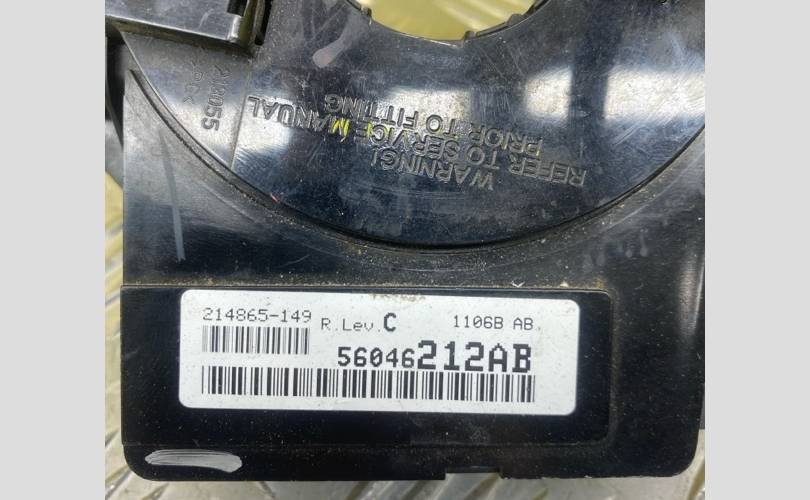 WARNING!
REFER TO SERVICE MANUAL
PRIOR TO FITTING
214865-149 R.Lev.C 1106B AB
56046212AB